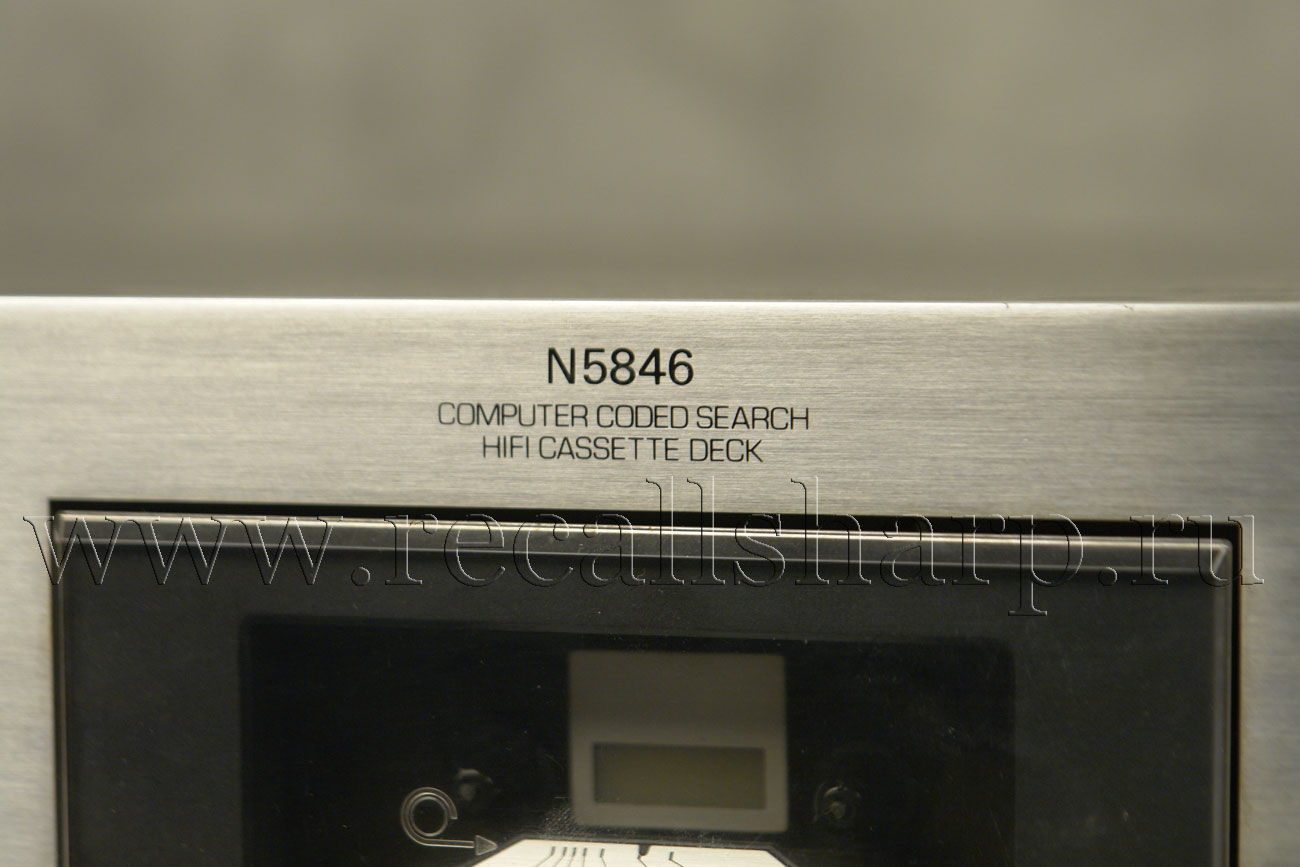 N5846
COMPUTER CODED SEARCH
HIFI CASSETTE DECK
www.recallsharp.ru